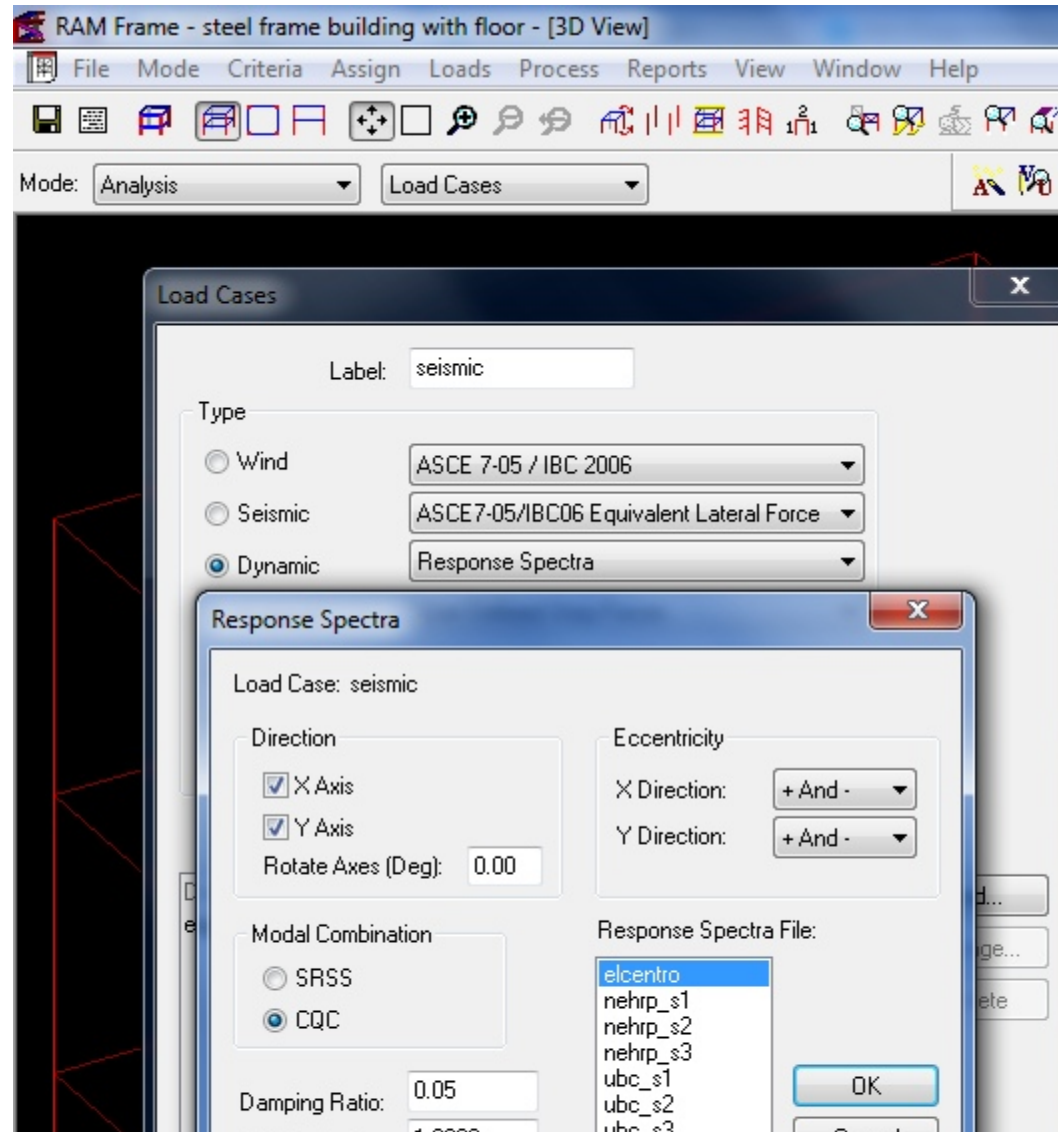 RAM Frame - steel frame building with floor - [3D View]
File Mode Criteria Assign Loads Process Reports View Window Help
Mode: Analysis Load Cases
Load Cases
Label: seismic
Type
Wind ASCE 7-05 / IBC 2006
Seismic ASCE7-05/IBC06 Equivalent Lateral Force
Dynamic Response Spectra
Response Spectra
Load Case: seismic
Direction
X Axis
Y Axis
Rotate Axes (Deg): 0.00
Eccentricity
X Direction: + And -
Y Direction: + And -
Modal Combination
SRSS
CQC
Damping Ratio: 0.05
Response Spectra File:
elcentro
nehrp_s1
nehrp_s2
nehrp_s3
ubc_s1
ubc_s2
ubc_s3
OK